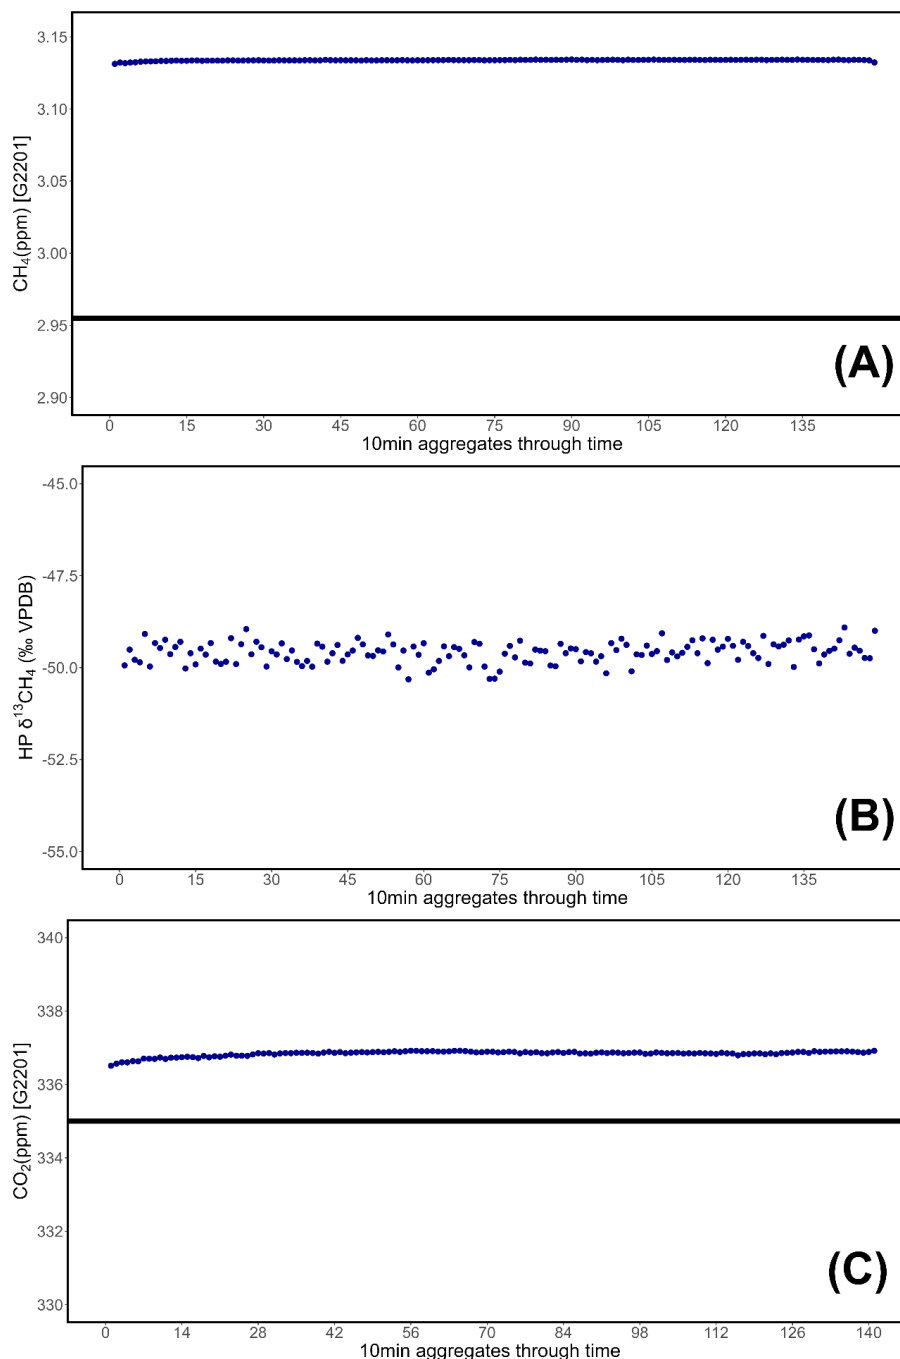 3.15
3.10
3.05
3.00
2.95
2.90
CH₄(ppm) [G2201]
(A)
0 15 30 45 60 75 90 105 120 135
10min aggregates through time
-45.0
-47.5
-50.0
-52.5
-55.0
HP δ¹³CH₄ (‰ VPDB)
(B)
0 15 30 45 60 75 90 105 120 135
10min aggregates through time
340
338
336
334
332
330
CO₂(ppm) [G2201]
(C)
0 14 28 42 56 70 84 98 112 126 140
10min aggregates through time